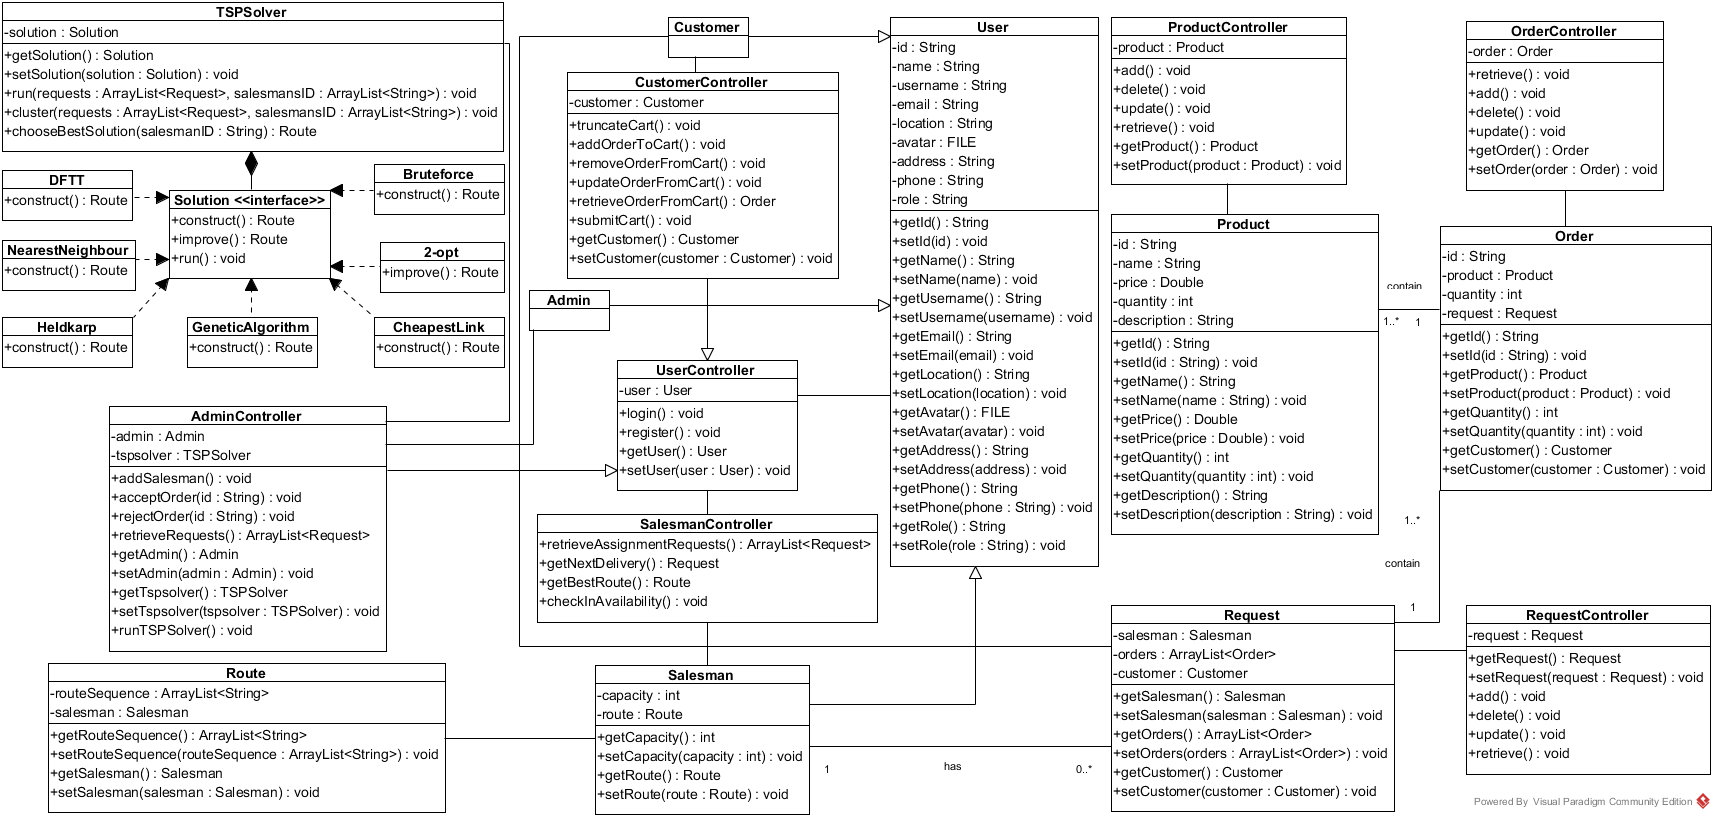 TSPSolver
-solution : Solution
+getSolution() : Solution
+setSolution(solution : Solution) : void
+run(requests : ArrayList<Request>, salesmansID : ArrayList<String>) : void
+cluster(requests : ArrayList<Request>, salesmansID : ArrayList<String>) : void
+chooseBestSolution(salesmanID : String) : Route
DFTT
+construct() : Route
Solution <<interface>>
+construct() : Route
+improve() : Route
+run() : void
Bruteforce
+construct() : Route
NearestNeighbour
+construct() : Route
2-opt
+improve() : Route
Heldkarp
+construct() : Route
GeneticAlgorithm
+construct() : Route
CheapestLink
+construct() : Route
Customer
CustomerController
-customer : Customer
+truncateCart() : void
+addOrderToCart() : void
+removeOrderFromCart() : void
+updateOrderFromCart() : void
+retrieveOrderFromCart() : Order
+submitCart() : void
+getCustomer() : Customer
+setCustomer(customer : Customer) : void
Admin
UserController
-user : User
+login() : void
+register() : void
+getUser() : User
+setUser(user : User) : void
AdminController
-admin : Admin
-tspsolver : TSPSolver
+addSalesman() : void
+acceptOrder(id : String) : void
+rejectOrder(id : String) : void
+retrieveRequests() : ArrayList<Request>
+getAdmin() : Admin
+setAdmin(admin : Admin) : void
+getTspsolver() : TSPSolver
+setTspsolver(tspsolver : TSPSolver) : void
+runTSPSolver() : void
SalesmanController
+retrieveAssignmentRequests() : ArrayList<Request>
+getNextDelivery() : Request
+getBestRoute() : Route
+checkInAvailability() : void
Route
-routeSequence : ArrayList<String>
-salesman : Salesman
+getRouteSequence() : ArrayList<String>
+setRouteSequence(routeSequence : ArrayList<String>) : void
+getSalesman() : Salesman
+setSalesman(salesman : Salesman) : void
Salesman
-capacity : int
-route : Route
+getCapacity() : int
+setCapacity(capacity : int) : void
+getRoute() : Route
+setRoute(route : Route) : void
User
-id : String
-name : String
-username : String
-email : String
-location : String
-avatar : FILE
-address : String
-phone : String
-role : String
+getId() : String
+setId(id) : void
+getName() : String
+setName(name) : void
+getUsername() : String
+setUsername(username) : void
+getEmail() : String
+setEmail(email) : void
+getLocation() : String
+setLocation(location) : void
+getAvatar() : FILE
+setAvatar(avatar) : void
+getAddress() : String
+setAddress(address) : void
+getPhone() : String
+setPhone(phone : String) : void
+getRole() : String
+setRole(role : String) : void
ProductController
-product : Product
+add() : void
+delete() : void
+update() : void
+retrieve() : void
+getProduct() : Product
+setProduct(product : Product) : void
Product
-id : String
-name : String
-price : Double
-quantity : int
-description : String
+getId() : String
+setId(id : String) : void
+getName() : String
+setName(name : String) : void
+getPrice() : Double
+setPrice(price : Double) : void
+getQuantity() : int
+setQuantity(quantity : int) : void
+getDescription() : String
+setDescription(description : String) : void
OrderController
-order : Order
+retrieve() : void
+add() : void
+delete() : void
+update() : void
+getOrder() : Order
+setOrder(order : Order) : void
contain
1..* 1
Order
-id : String
-product : Product
-quantity : int
-request : Request
+getId() : String
+setId(id : String) : void
+getProduct() : Product
+setProduct(product : Product) : void
+getQuantity() : int
+setQuantity(quantity : int) : void
+getCustomer() : Customer
+setCustomer(customer : Customer) : void
1..*
contain
1
Request
-salesman : Salesman
-orders : ArrayList<Order>
-customer : Customer
+getSalesman() : Salesman
+setSalesman(salesman : Salesman) : void
+getOrders() : ArrayList<Order>
+setOrders(orders : ArrayList<Order>) : void
+getCustomer() : Customer
+setCustomer(customer : Customer) : void
RequestController
-request : Request
+getRequest() : Request
+setRequest(request : Request) : void
+add() : void
+delete() : void
+update() : void
+retrieve() : void
1 has 0..*
Powered By Visual Paradigm Community Edition